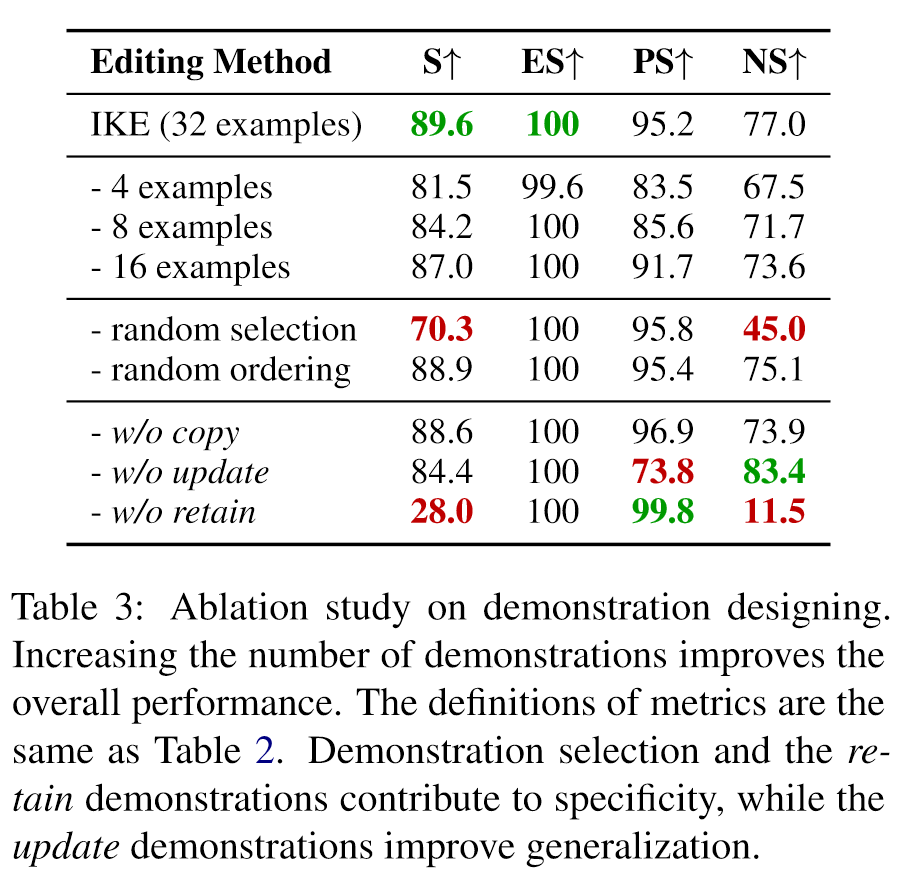 Editing Method S↑ ES↑ PS↑ NS↑
IKE (32 examples) 89.6 100 95.2 77.0
- 4 examples 81.5 99.6 83.5 67.5
- 8 examples 84.2 100 85.6 71.7
- 16 examples 87.0 100 91.7 73.6
- random selection 70.3 100 95.8 45.0
- random ordering 88.9 100 95.4 75.1
- w/o copy 88.6 100 96.9 73.9
- w/o update 84.4 100 73.8 83.4
- w/o retain 28.0 100 99.8 11.5
Table 3: Ablation study on demonstration designing.
Increasing the number of demonstrations improves the
overall performance. The definitions of metrics are the
same as Table 2. Demonstration selection and the re-
tain demonstrations contribute to specificity, while the
update demonstrations improve generalization.